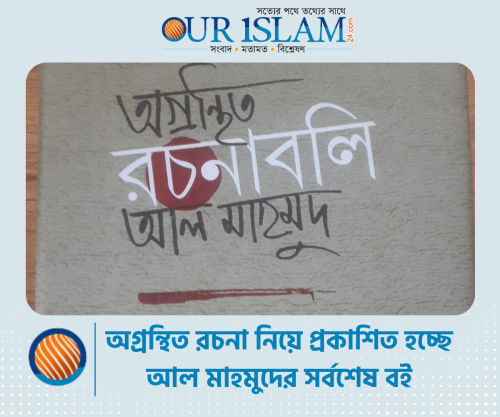 সত্যের পথে তথ্যের সাথে
OUR ISLAM
24.com
সংবাদ • মতামত • বিশ্লেষণ
অগ্রন্থিত
রচনাবলি
আল মাহমুদ
অগ্রন্থিত রচনা নিয়ে প্রকাশিত হচ্ছে
আল মাহমুদের সর্বশেষ বই